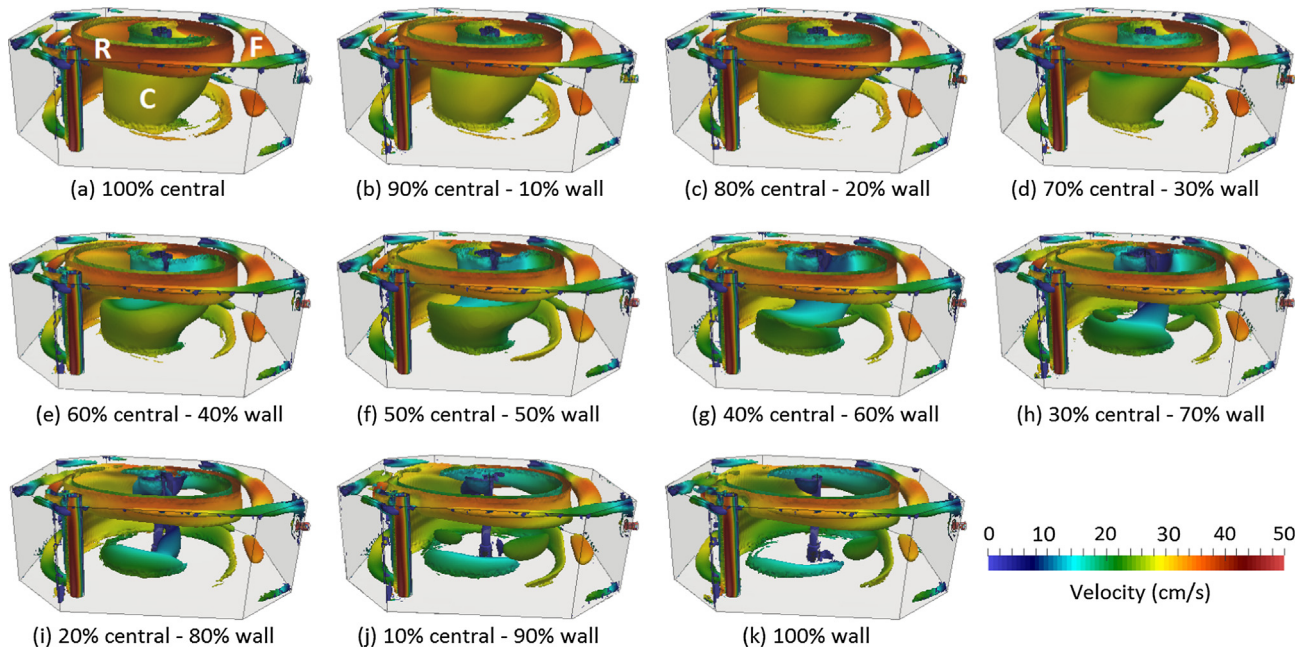 R
F
C
(a) 100% central
(b) 90% central - 10% wall
(c) 80% central - 20% wall
(d) 70% central - 30% wall
(e) 60% central - 40% wall
(f) 50% central - 50% wall
(g) 40% central - 60% wall
(h) 30% central - 70% wall
0 10 20 30 40 50
Velocity (cm/s)
(i) 20% central - 80% wall
(j) 10% central - 90% wall
(k) 100% wall